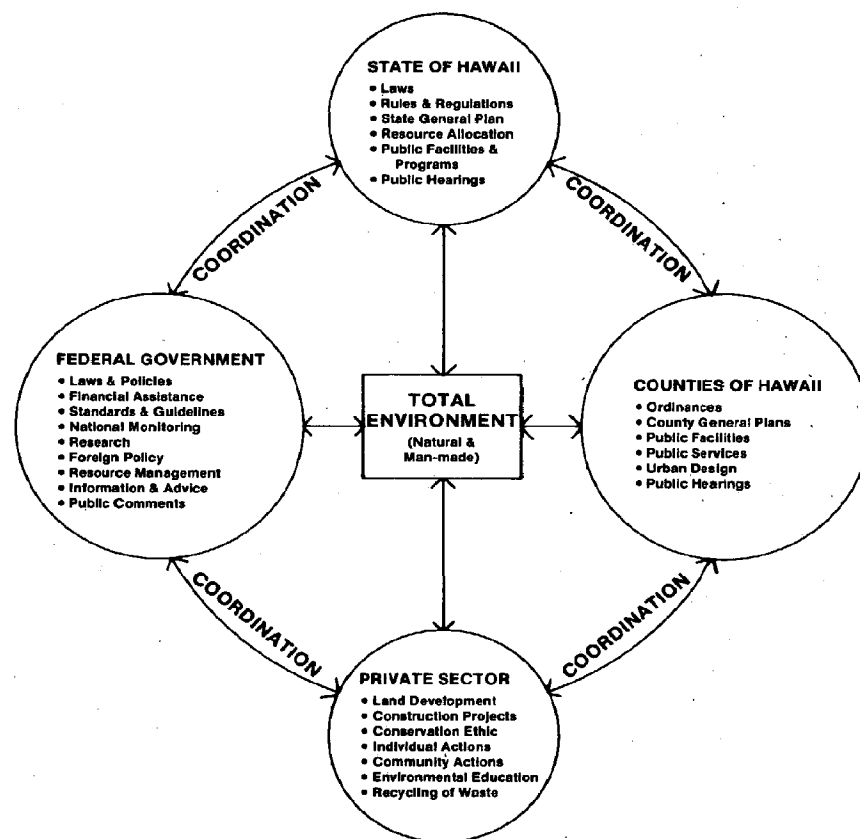 STATE OF HAWAII
• Laws
• Rules & Regulations
• State General Plan
• Resource Allocation
• Public Facilities &
Programs
• Public Hearings
COORDINATION
COORDINATION
FEDERAL GOVERNMENT
• Laws & Policies
• Financial Assistance
• Standards & Guidelines
• National Monitoring
• Research
• Foreign Policy
• Resource Management
• Information & Advice
• Public Comments
TOTAL
ENVIRONMENT
(Natural &
Man-made)
COUNTIES OF HAWAII
• Ordinances
• County General Plans
• Public Facilities
• Public Services
• Urban Design
• Public Hearings
COORDINATION
COORDINATION
PRIVATE SECTOR
• Land Development
• Construction Projects
• Conservation Ethic
• Individual Actions
• Community Actions
• Environmental Education
• Recycling of Waste